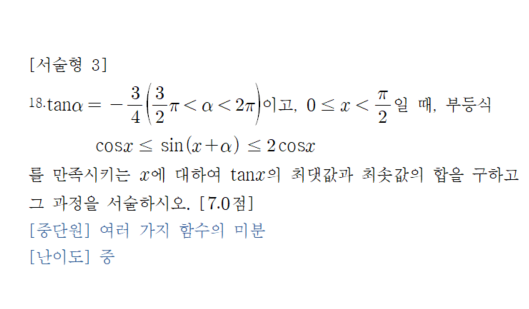 [서술형 3]
18. tanα = -3/4 (3/2 π < α < 2π)이고, 0 ≤ x < π/2 일 때, 부등식
cosx ≤ sin(x+α) ≤ 2cosx
를 만족시키는 x에 대하여 tanx의 최댓값과 최솟값의 합을 구하고
그 과정을 서술하시오. [7.0점]
[중단원] 여러 가지 함수의 미분
[난이도] 중